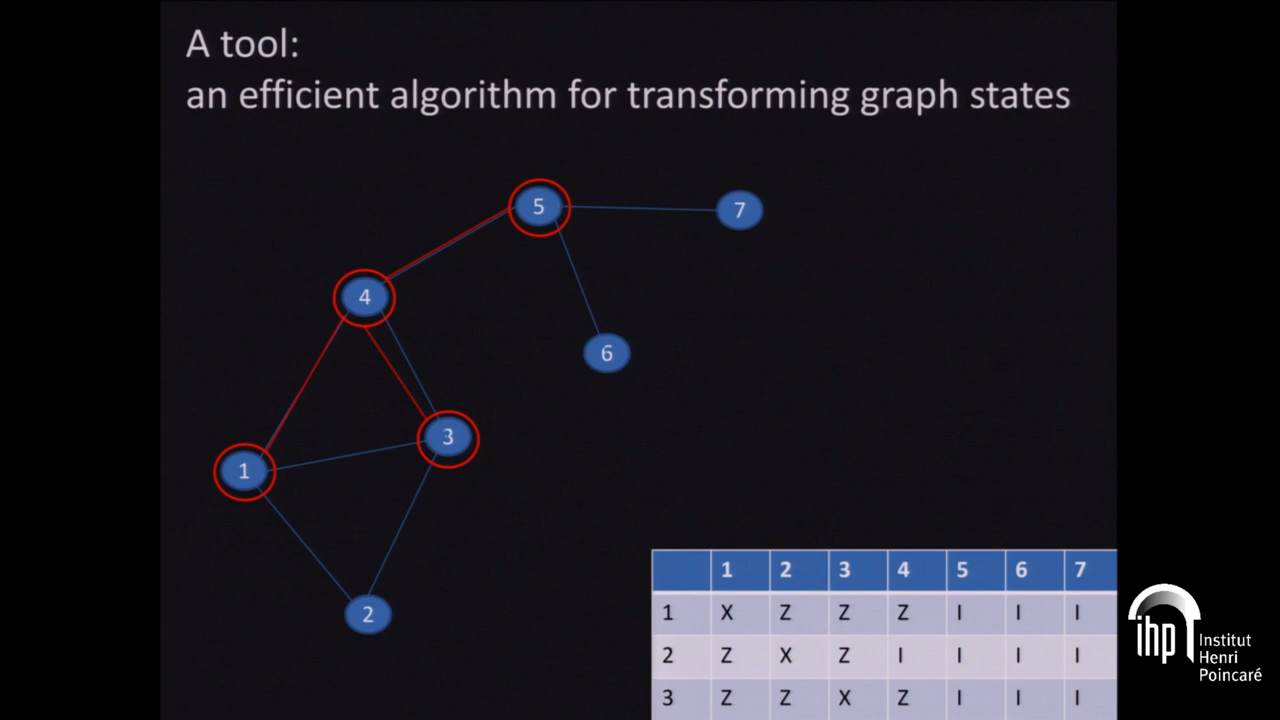 A tool:
an efficient algorithm for transforming graph states
5
7
4
6
3
1
2
1 2 3 4 5 6 7
1 X Z Z Z I I I
2 Z X Z I I I I
3 Z Z X Z I I I
ihp
Institut
Henri
Poincaré